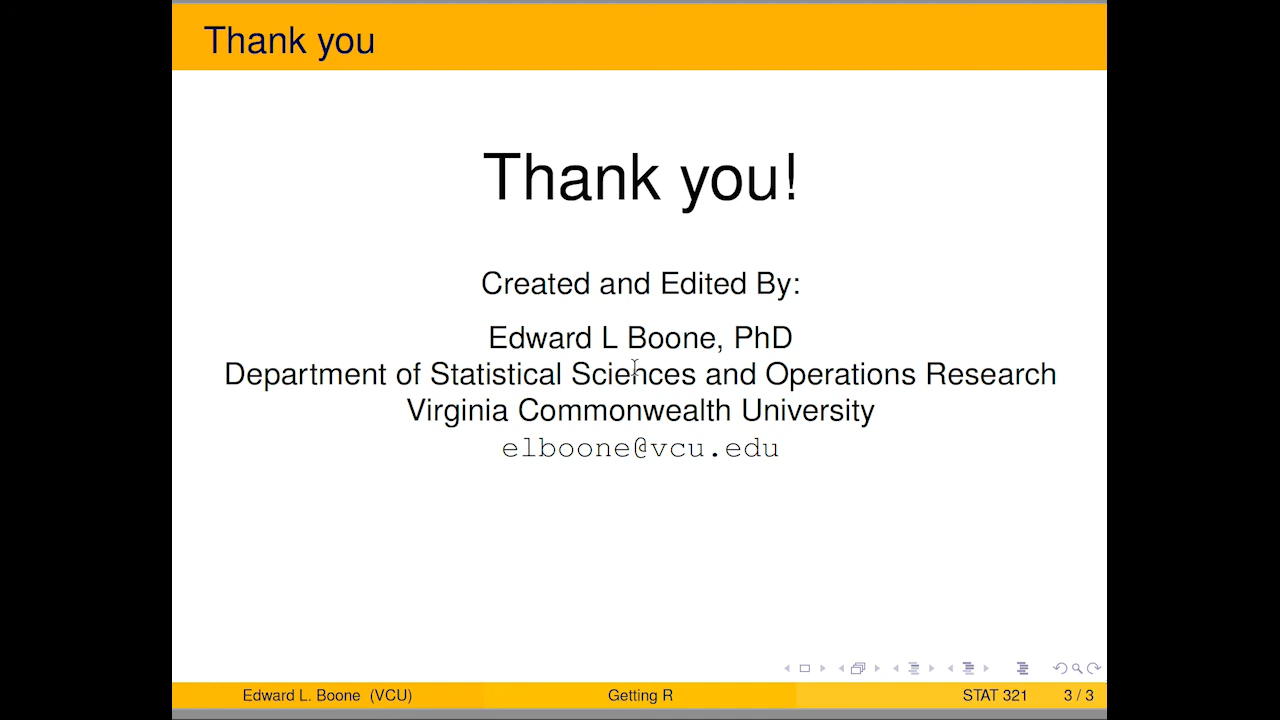 Thank you
Thank you!
Created and Edited By:
Edward L Boone, PhD
Department of Statistical Sciences and Operations Research
Virginia Commonwealth University
elboone@vcu.edu
Edward L. Boone (VCU) Getting R STAT 321 3 / 3